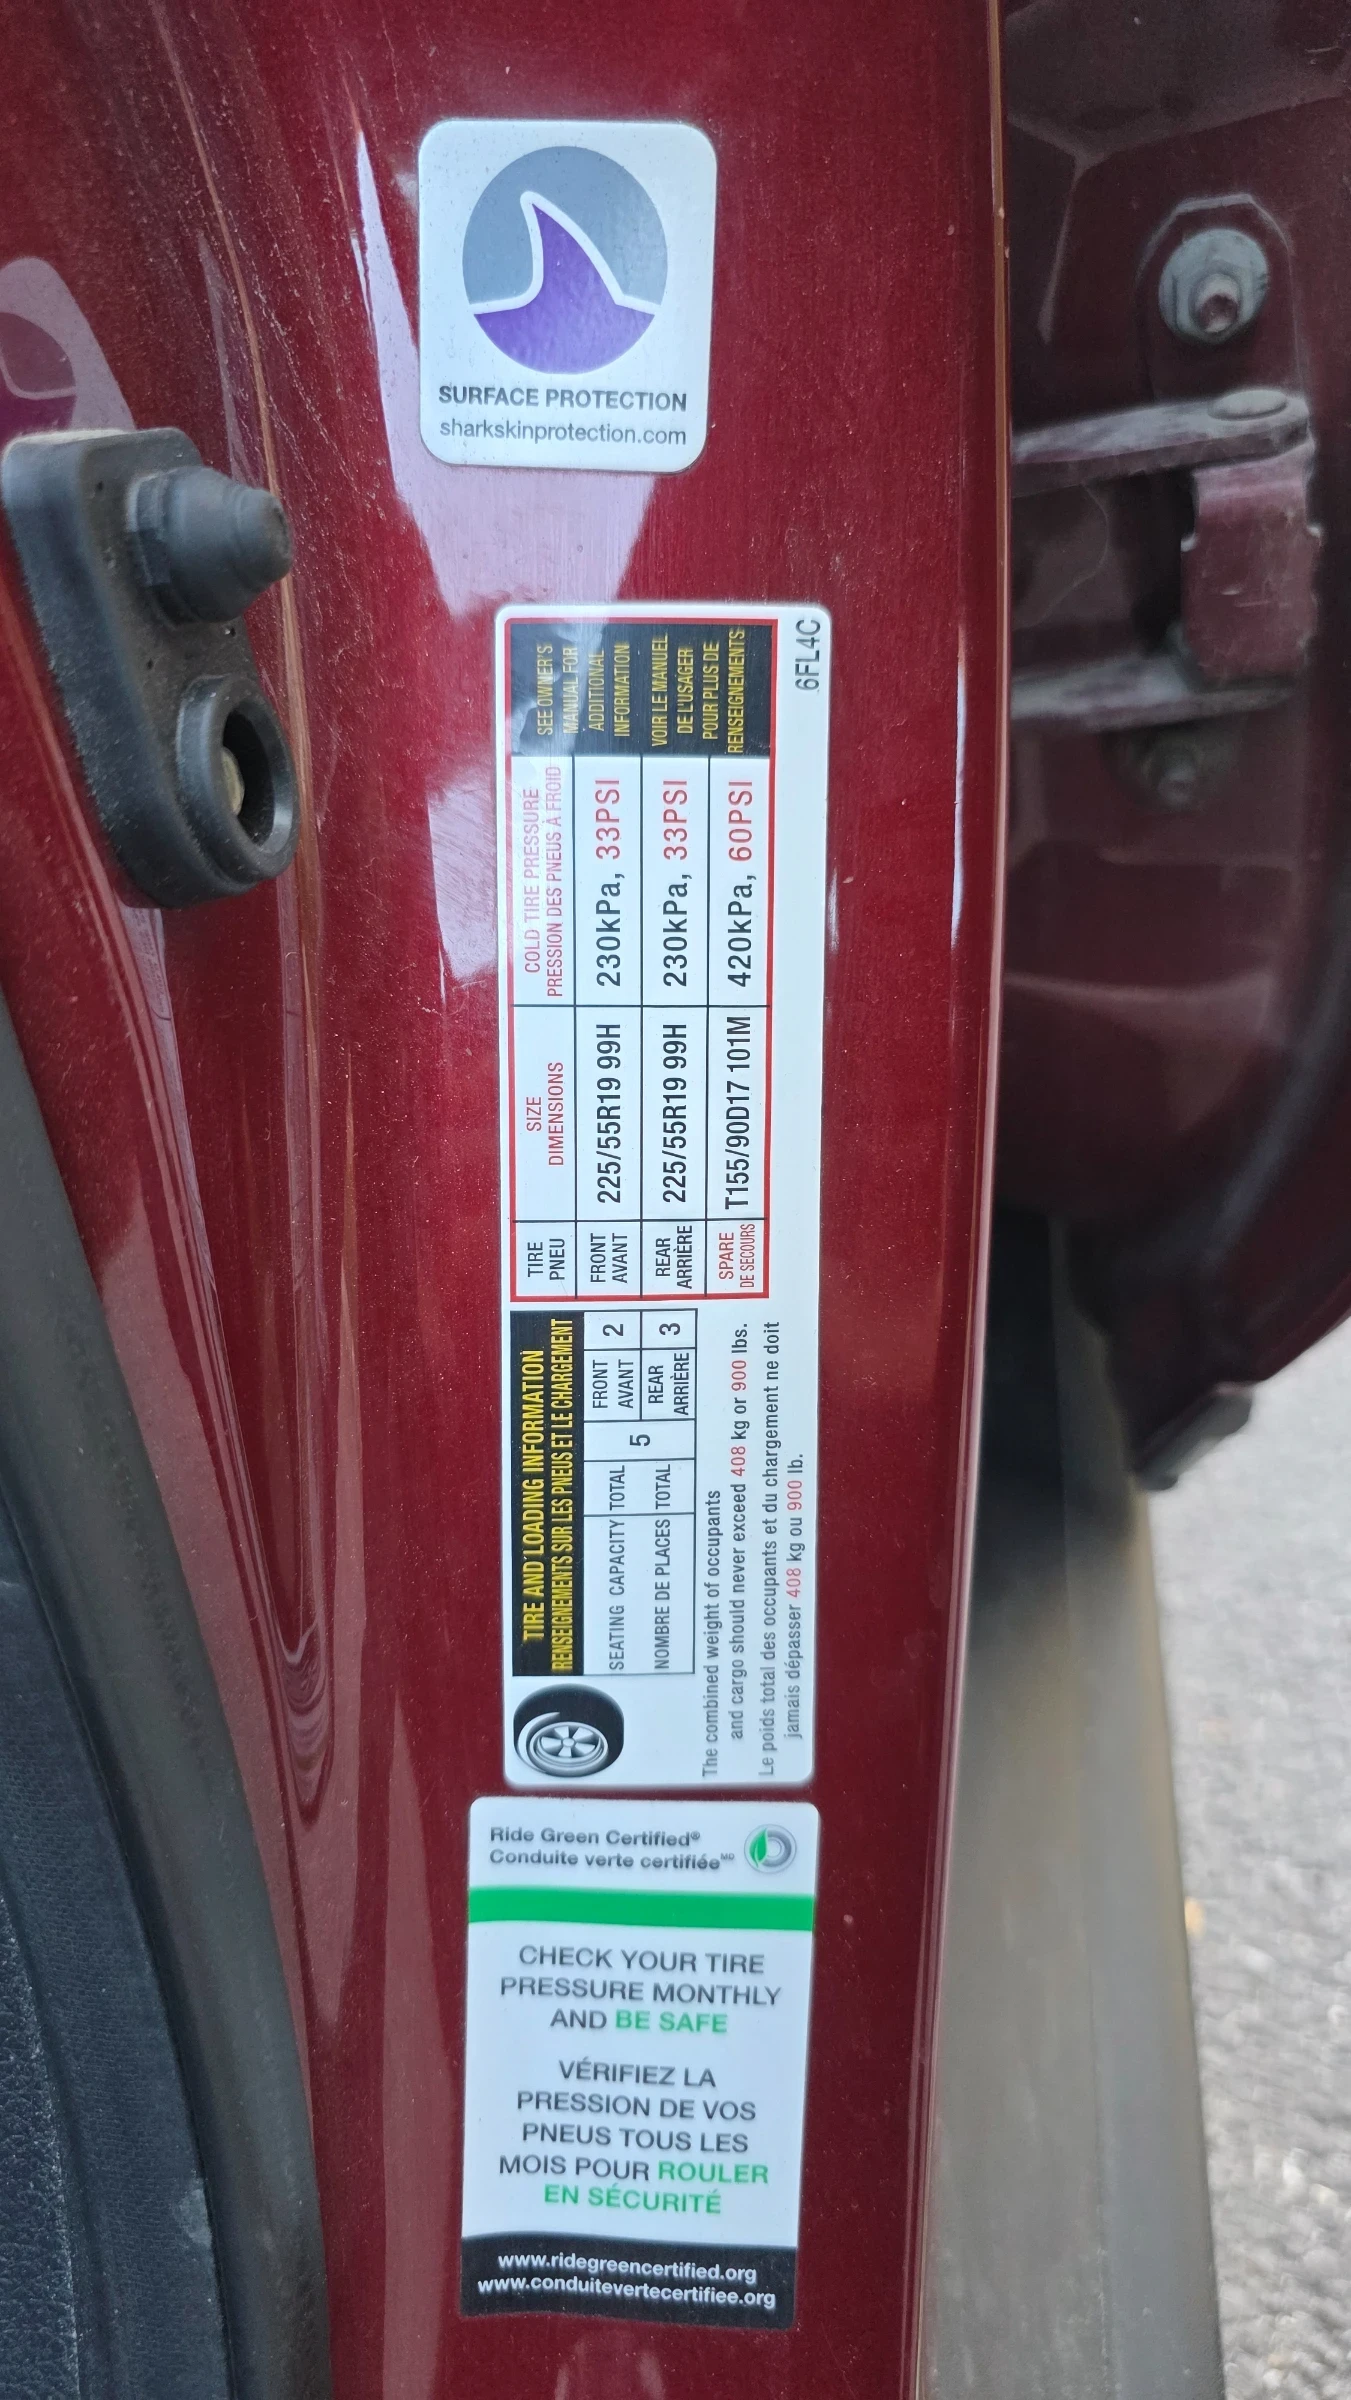 SURFACE PROTECTION
sharkskinprotection.com
TIRE AND LOADING INFORMATION
RENSEIGNEMENTS SUR LES PNEUS ET LE CHARGEMENT
SEATING CAPACITY TOTAL 5 FRONT AVANT 2
NOMBRE DE PLACES TOTAL REAR ARRIÈRE 3
The combined weight of occupants
and cargo should never exceed 408 kg or 900 lbs.
Le poids total des occupants et du chargement ne doit
jamais dépasser 408 kg ou 900 lb.
TIRE PNEU
SIZE DIMENSIONS
COLD TIRE PRESSURE
PRESSION DES PNEUS À FROID
FRONT AVANT 225/55R19 99H 230kPa, 33PSI
REAR ARRIÈRE 225/55R19 99H 230kPa, 33PSI
SPARE DE SECOURS T155/90D17 101M 420kPa, 60PSI
SEE OWNER'S
MANUAL FOR
ADDITIONAL
INFORMATION
VOIR LE MANUEL
DE L'USAGER
POUR PLUS DE
RENSEIGNEMENTS
6FL4C
Ride Green Certified®
Conduite verte certifiée MD
CHECK YOUR TIRE
PRESSURE MONTHLY
AND BE SAFE
VÉRIFIEZ LA
PRESSION DE VOS
PNEUS TOUS LES
MOIS POUR ROULER
EN SÉCURITÉ
www.ridegreencertified.org
www.conduitevertecertifiee.org